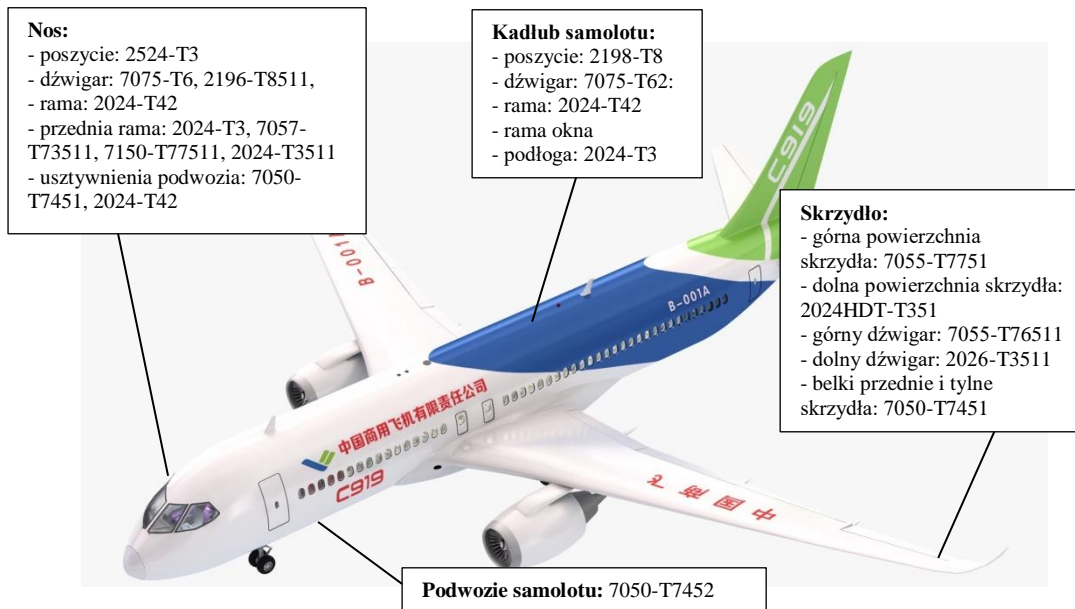 Nos:
- poszycie: 2524-T3
- dźwigar: 7075-T6, 2196-T8511,
- rama: 2024-T42
- przednia rama: 2024-T3, 7057-
T73511, 7150-T77511, 2024-T3511
- usztywnienia podwozia: 7050-
T7451, 2024-T42
Kadłub samolotu:
- poszycie: 2198-T8
- dźwigar: 7075-T62:
- rama: 2024-T42
- rama okna
- podłoga: 2024-T3
Skrzydło:
- górna powierzchnia
skrzydła: 7055-T7751
- dolna powierzchnia skrzydła:
2024HDT-T351
- górny dźwigar: 7055-T76511
- dolny dźwigar: 2026-T3511
- belki przednie i tylne
skrzydła: 7050-T7451
C919
B-001A
中国商用飞机有限责任公司
C919
中国商飞
Podwozie samolotu: 7050-T7452